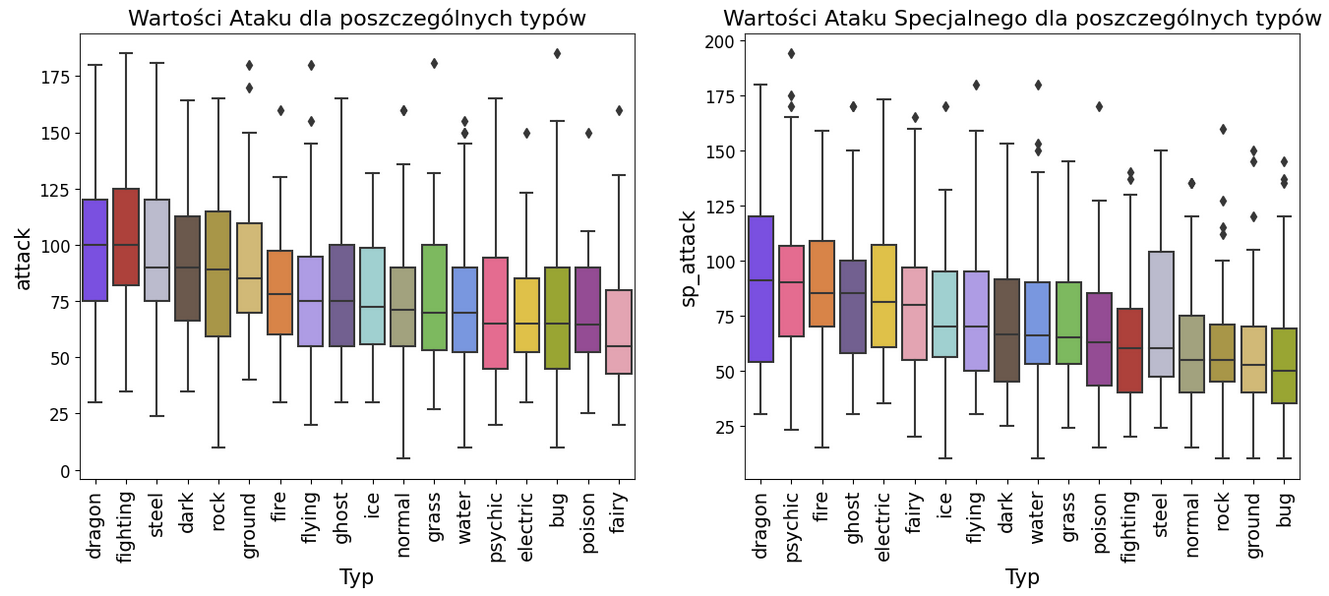 Wartości Ataku dla poszczególnych typów
attack
175
150
125
100
75
50
25
0
dragon
fighting
steel
dark
rock
ground
fire
flying
ghost
ice
normal
grass
water
psychic
electric
bug
poison
fairy
Typ
Wartości Ataku Specjalnego dla poszczególnych typów
sp_attack
200
175
150
125
100
75
50
25
dragon
psychic
fire
ghost
electric
fairy
ice
flying
dark
water
grass
poison
fighting
steel
normal
rock
ground
bug
Typ